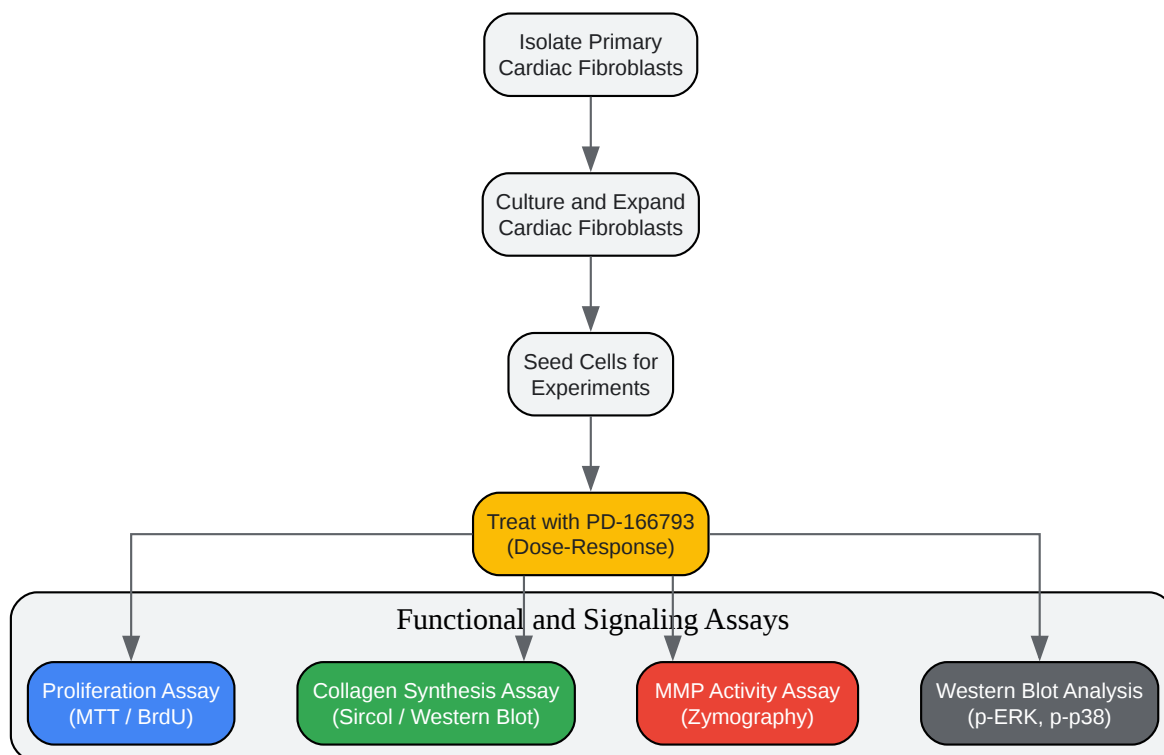 Isolate Primary
Cardiac Fibroblasts
Culture and Expand
Cardiac Fibroblasts
Seed Cells for
Experiments
Treat with PD-166793
(Dose-Response)
Functional and Signaling Assays
Proliferation Assay
(MTT / BrdU)
Collagen Synthesis Assay
(Sircol / Western Blot)
MMP Activity Assay
(Zymography)
Western Blot Analysis
(p-ERK, p-p38)